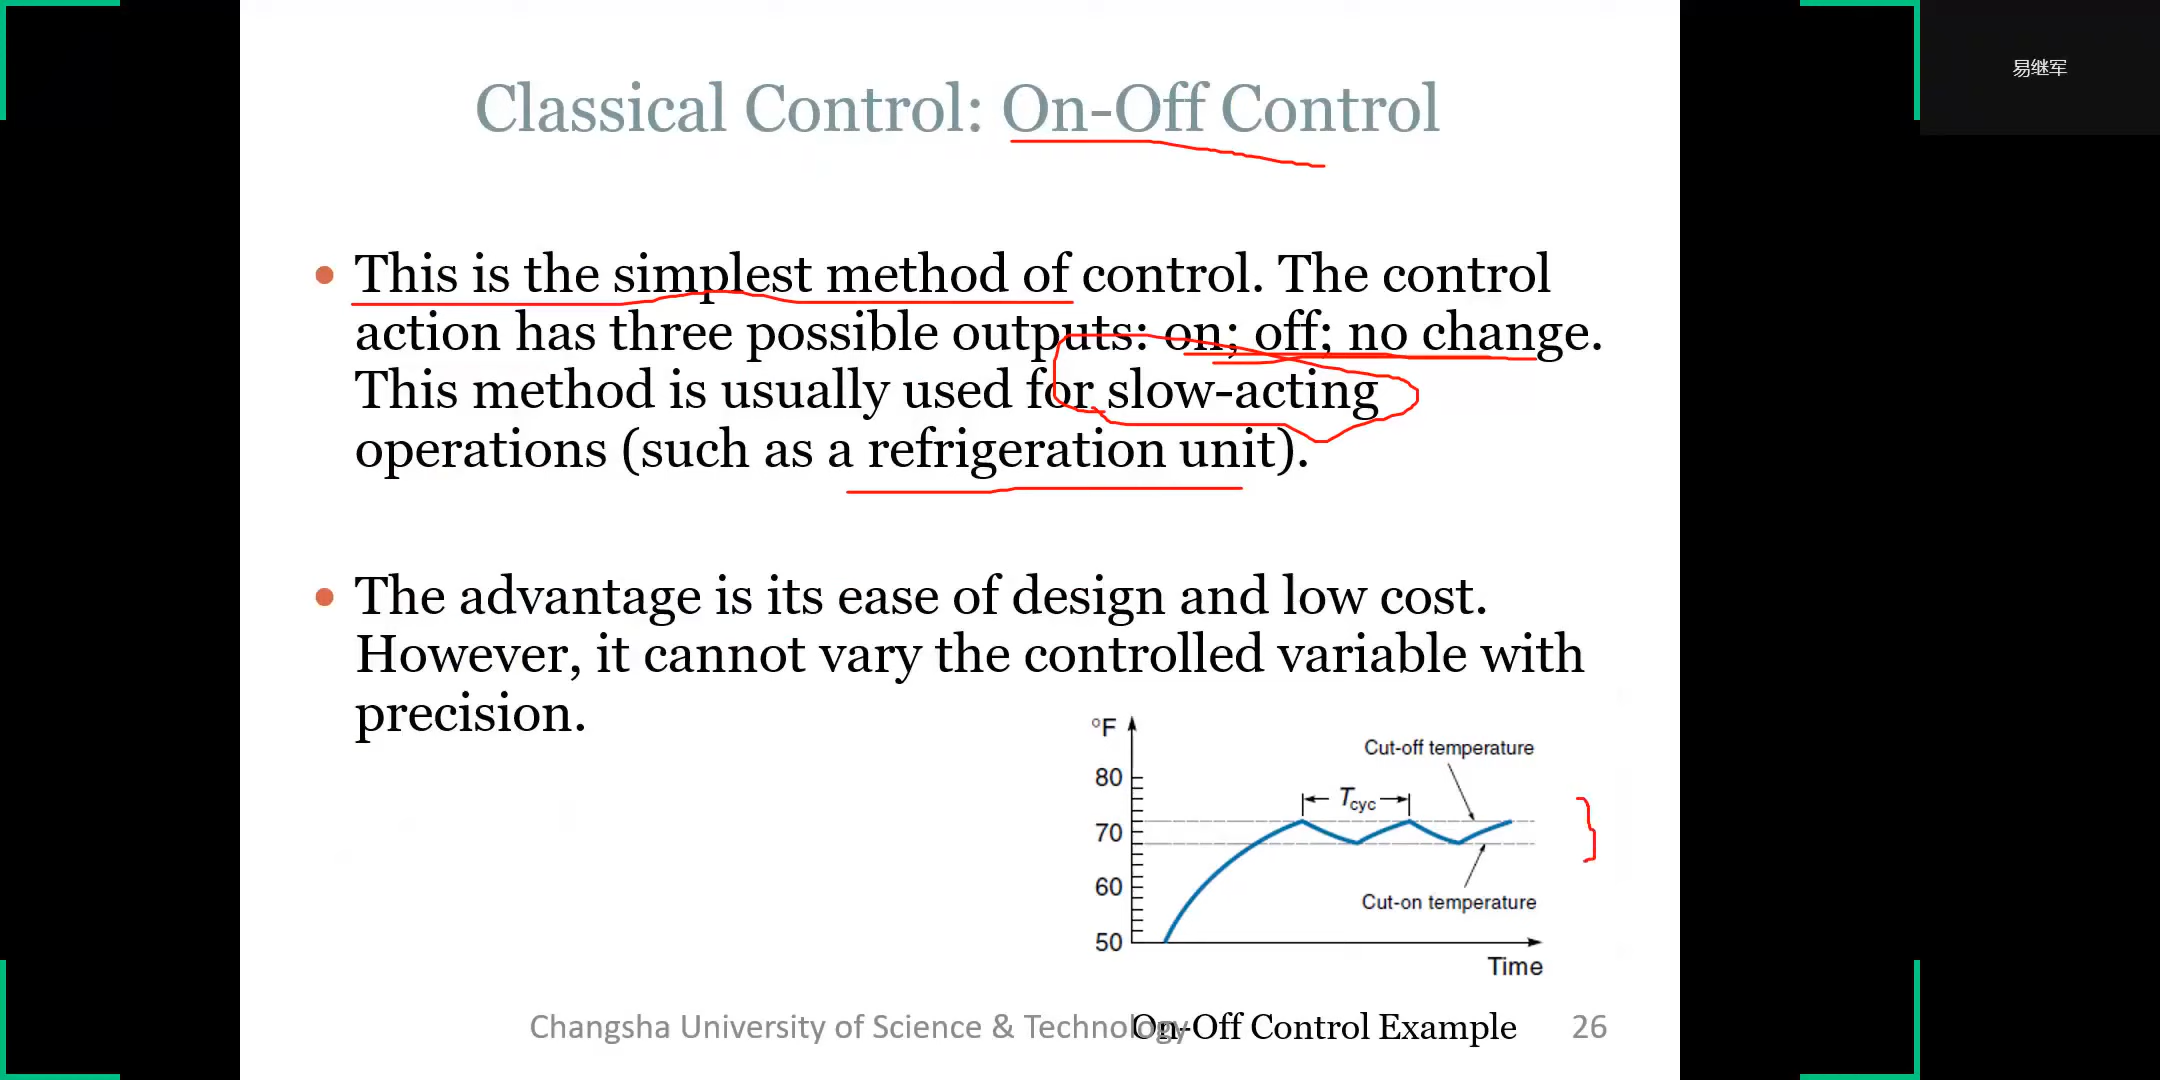 易继军
Classical Control: On-Off Control
This is the simplest method of control. The control
action has three possible outputs: on; off; no change.
This method is usually used for slow-acting
operations (such as a refrigeration unit).
The advantage is its ease of design and low cost.
However, it cannot vary the controlled variable with
precision.
°F
Cut-off temperature
80
Tcyc
70
60
Cut-on temperature
50
Time
Changsha University of Science & Technology
On-Off Control Example
26